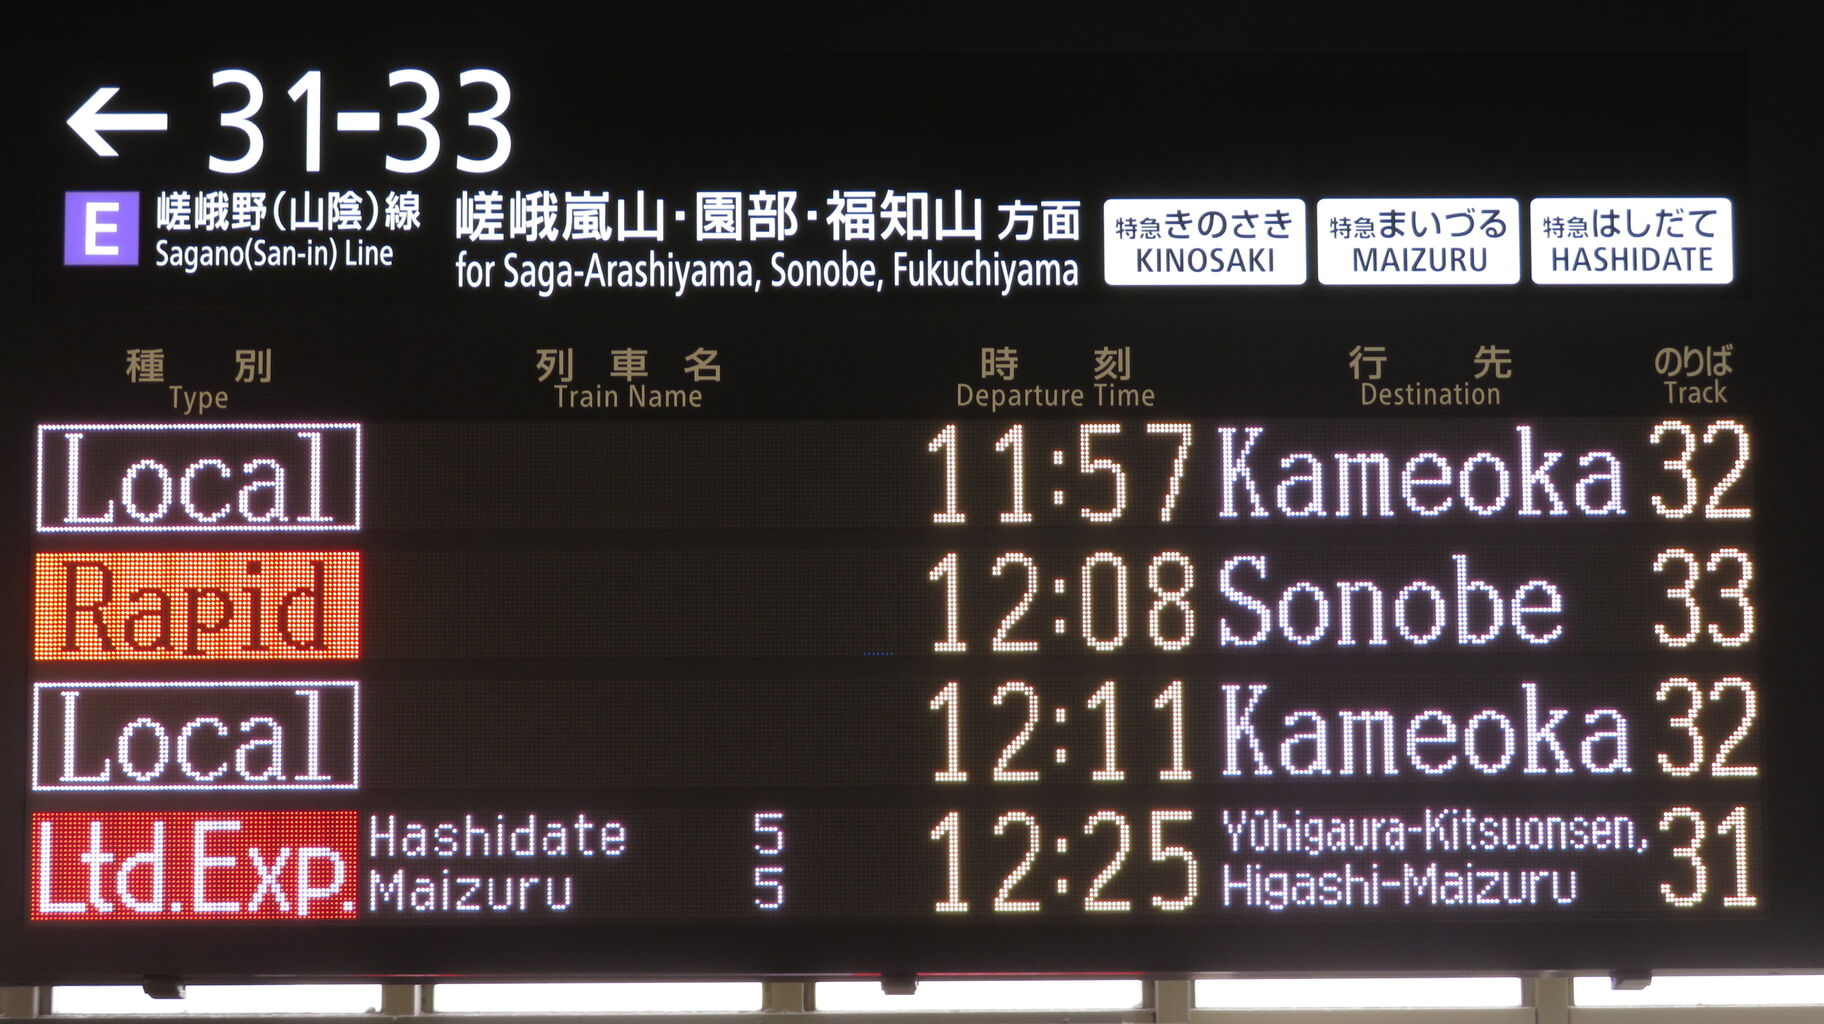 ← 31-33
E 嵯峨野(山陰)線 嵯峨嵐山・園部・福知山 方面 特急きのさき 特急まいづる 特急はしだて
Sagano(San-in) Line for Saga-Arashiyama, Sonobe, Fukuchiyama KINOSAKI MAIZURU HASHIDATE
種別 列車名 時刻 行先 のりば
Type Train Name Departure Time Destination Track
Local 11:57 Kameoka 32
Rapid 12:08 Sonobe 33
Local 12:11 Kameoka 32
Ltd.Exp. Hashidate 5 12:25 Yūhigaura-Kitsuonsen, 31
Maizuru 5 Higashi-Maizuru